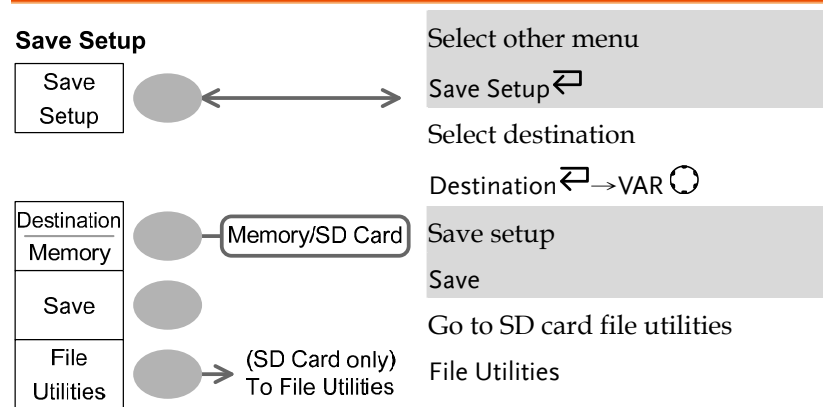 Save Setup
Save
Setup
Destination
Memory
Memory/SD Card
Save
File
Utilities
(SD Card only)
To File Utilities
Select other menu
Save Setup
Select destination
Destination →VAR
Save setup
Save
Go to SD card file utilities
File Utilities